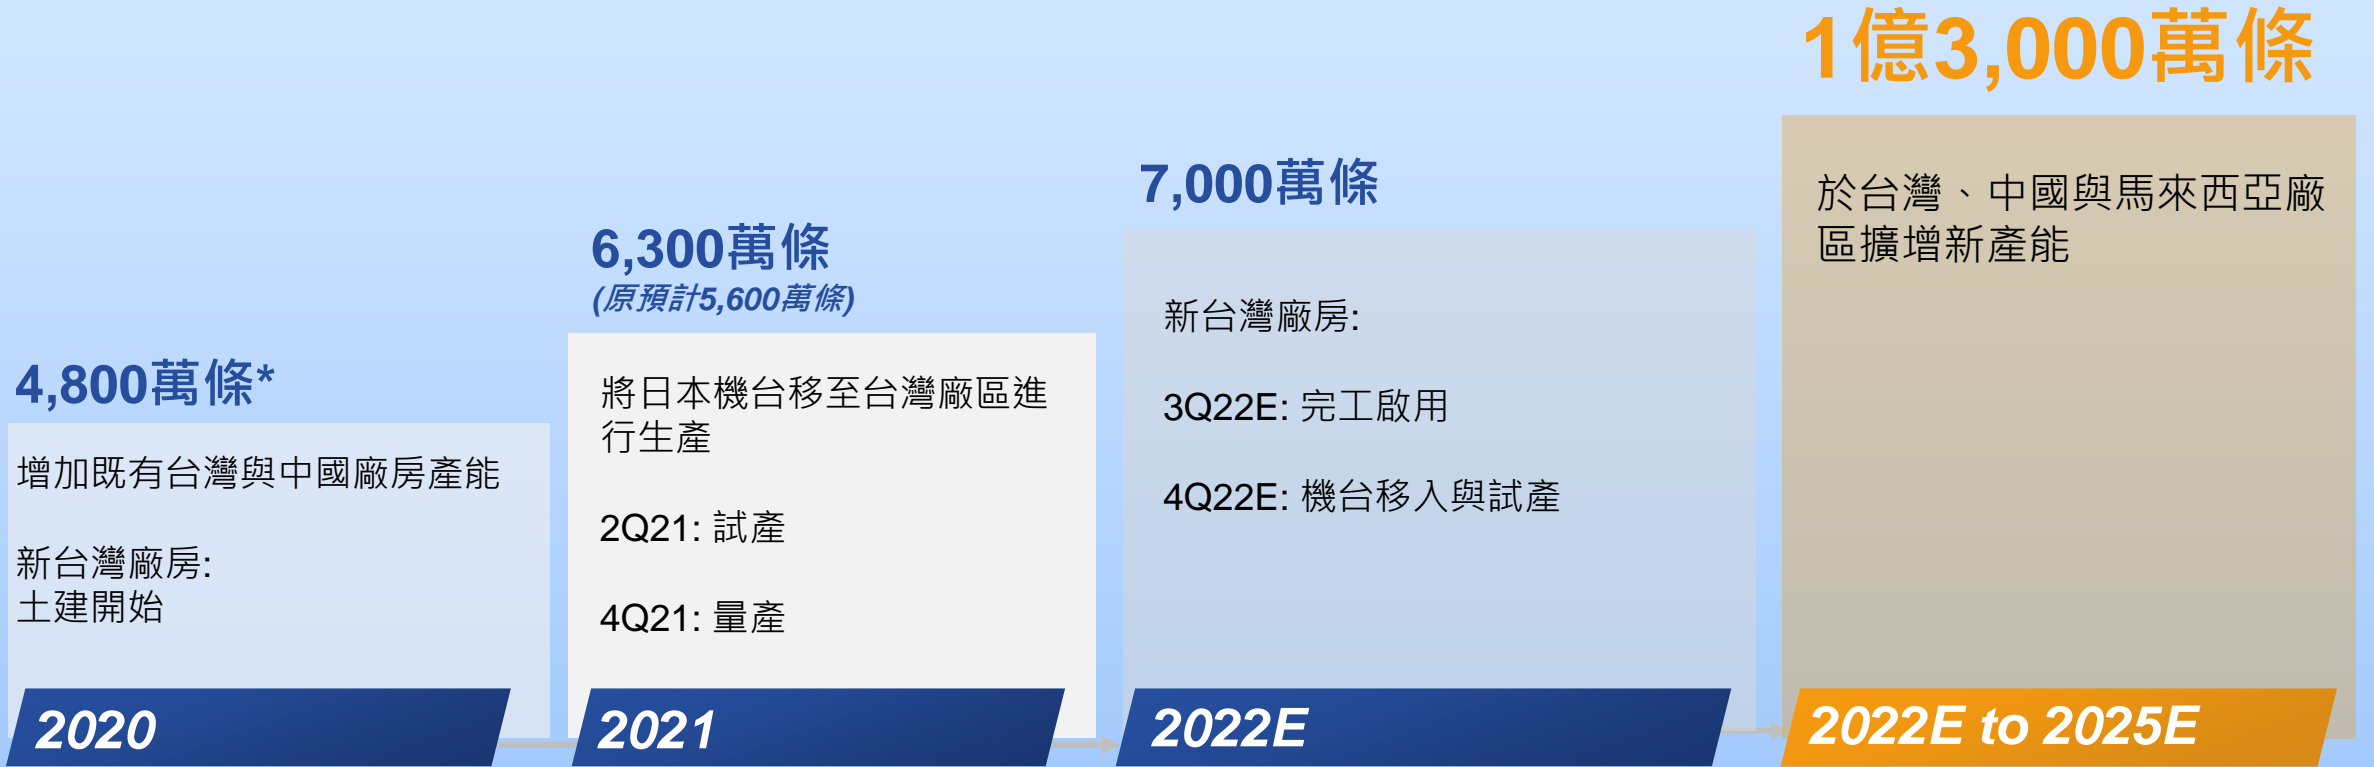 4,800萬條*
增加既有台灣與中國廠房產能
新台灣廠房:
土建開始
2020
6,300萬條
(原預計5,600萬條)
將日本機台移至台灣廠區進
行生產
2Q21: 試產
4Q21: 量產
2021
7,000萬條
新台灣廠房:
3Q22E: 完工啟用
4Q22E: 機台移入與試產
2022E
1億3,000萬條
於台灣、中國與馬來西亞廠
區擴增新產能
2022E to 2025E